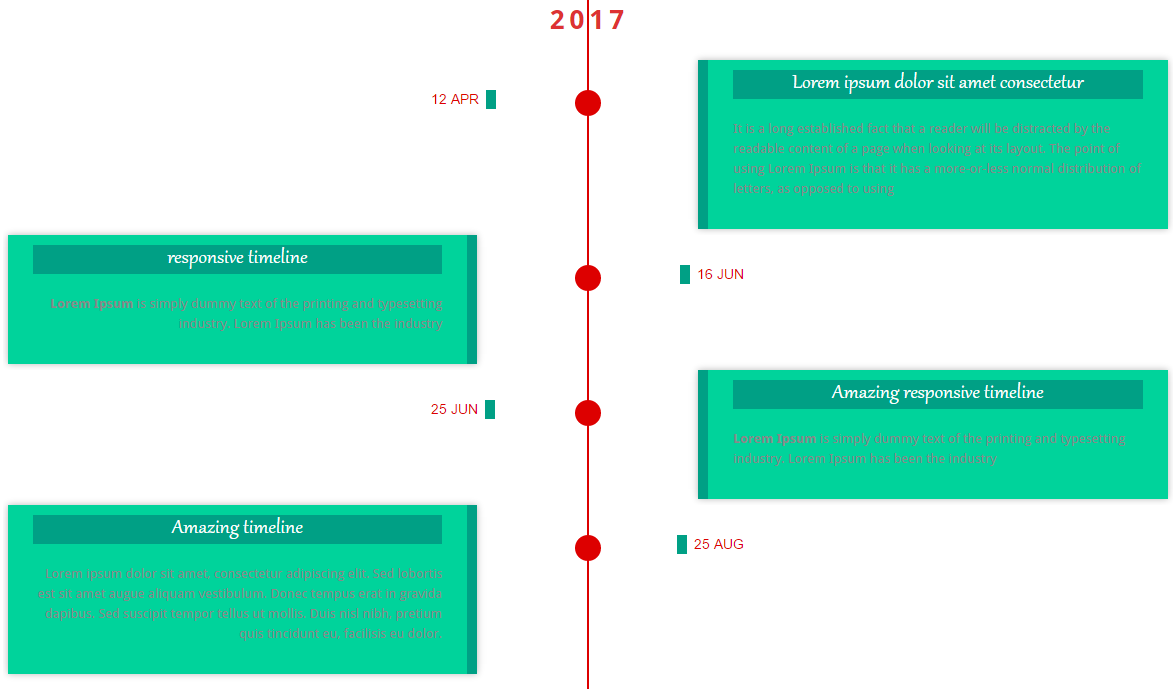 2017
12 APR
Lorem ipsum dolor sit amet consectetur
It is a long established fact that a reader will be distracted by the
readable content of a page when looking at its layout. The point of
using Lorem Ipsum is that it has a more-or-less normal distribution of
letters, as opposed to using
responsive timeline
Lorem Ipsum is simply dummy text of the printing and typesetting
industry. Lorem Ipsum has been the industry
16 JUN
25 JUN
Amazing responsive timeline
Lorem Ipsum is simply dummy text of the printing and typesetting
industry. Lorem Ipsum has been the industry
Amazing timeline
Lorem ipsum dolor sit amet, consectetur adipiscing elit. Sed lobortis
est sit amet augue aliquam vestibulum. Donec tempus erat in gravida
dapibus. Sed suscipit tempor tellus ut mollis. Duis nisl nibh, pretium
quis tincidunt eu, facilisis eu dolor.
25 AUG